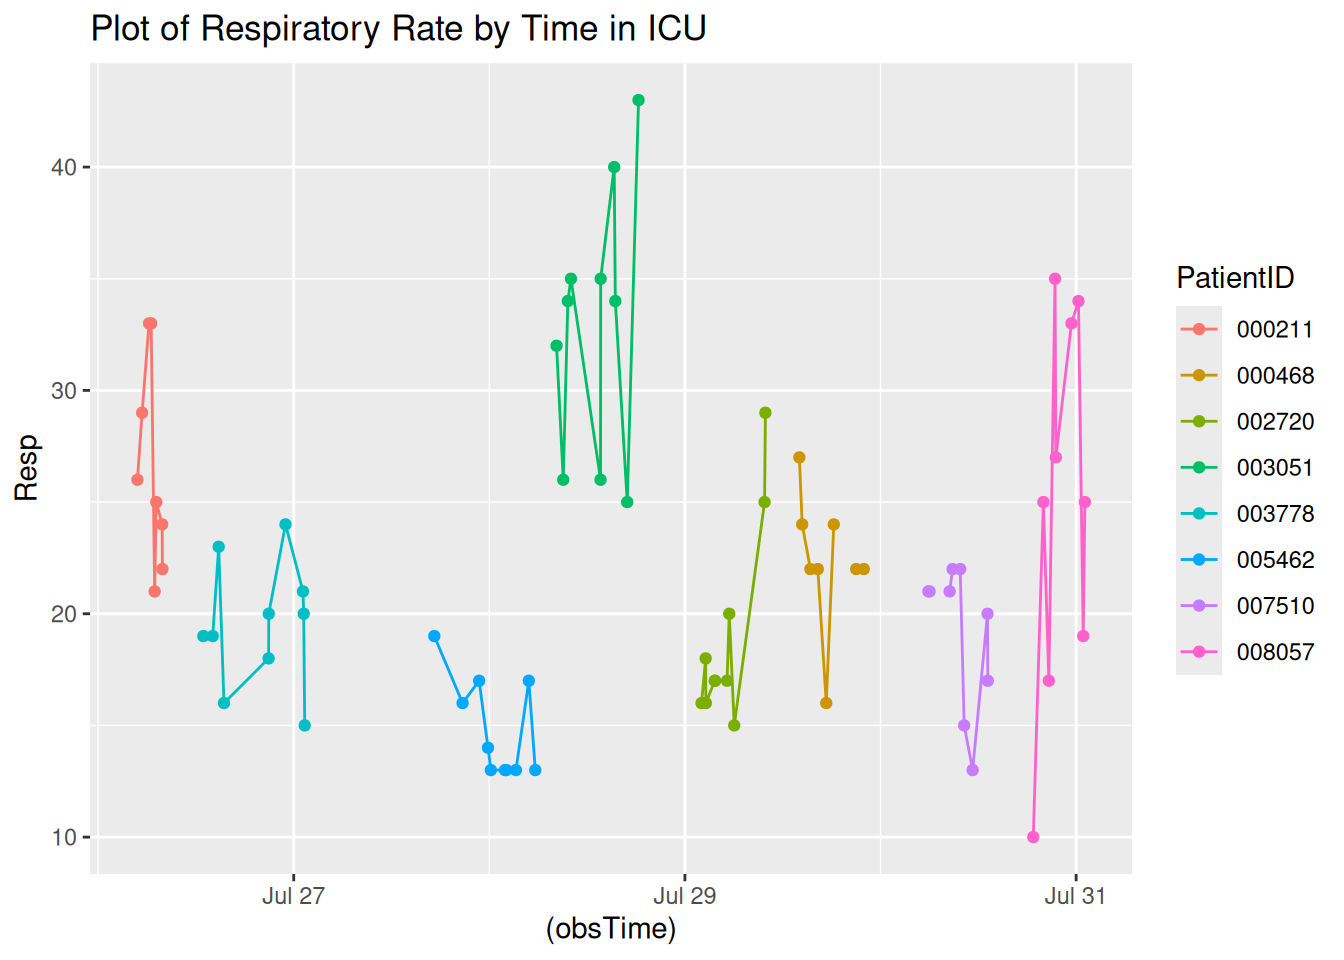 Plot of Respiratory Rate by Time in ICU
Resp
40
30
20
10
Jul 27
Jul 29
Jul 31
(obsTime)
PatientID
000211
000468
002720
003051
003778
005462
007510
008057